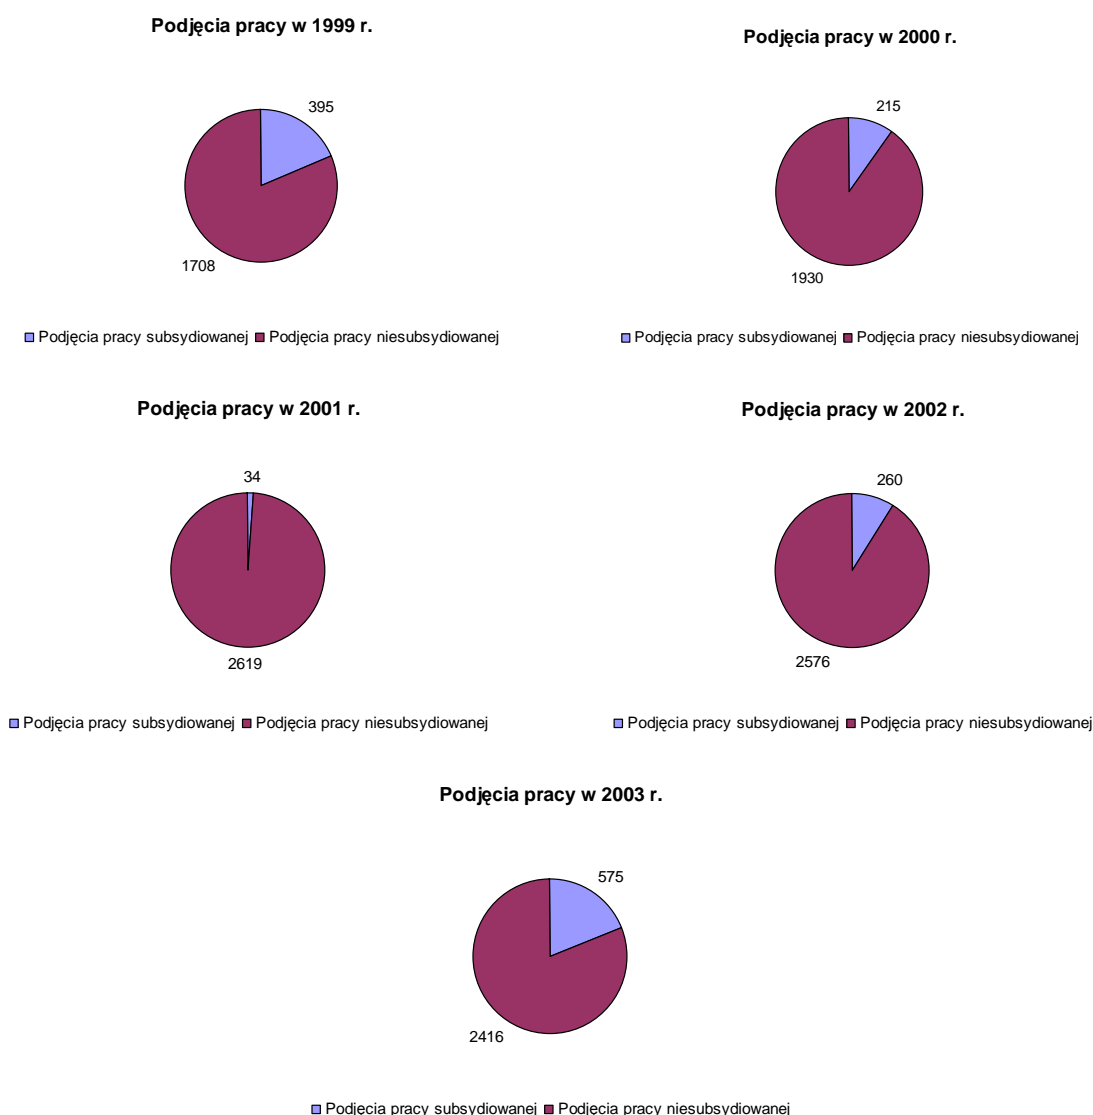 Podjęcia pracy w 1999 r.
395
1708
Podjęcia pracy subsydiowanej Podjęcia pracy niesubsydiowanej
Podjęcia pracy w 2000 r.
215
1930
Podjęcia pracy subsydiowanej Podjęcia pracy niesubsydiowanej
Podjęcia pracy w 2001 r.
34
2619
Podjęcia pracy subsydiowanej Podjęcia pracy niesubsydiowanej
Podjęcia pracy w 2002 r.
260
2576
Podjęcia pracy subsydiowanej Podjęcia pracy niesubsydiowanej
Podjęcia pracy w 2003 r.
575
2416
Podjęcia pracy subsydiowanej Podjęcia pracy niesubsydiowanej